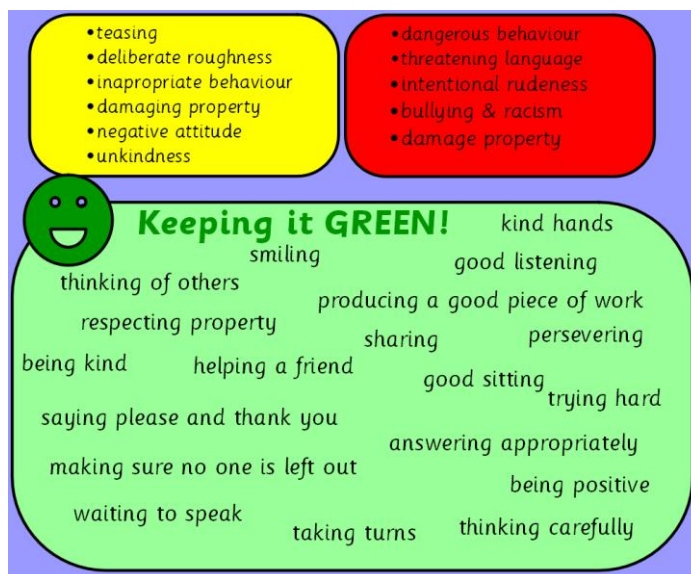 •teasing
•deliberate roughness
•inapropriate behaviour
•damaging property
•negative attitude
•unkindness
•dangerous behaviour
•threatening language
•intentional rudeness
•bullying & racism
•damage property
Keeping it GREEN!
kind hands
smiling
good listening
thinking of others
producing a good piece of work
respecting property
sharing
persevering
being kind
helping a friend
good sitting
trying hard
saying please and thank you
answering appropriately
making sure no one is left out
being positive
waiting to speak
taking turns
thinking carefully